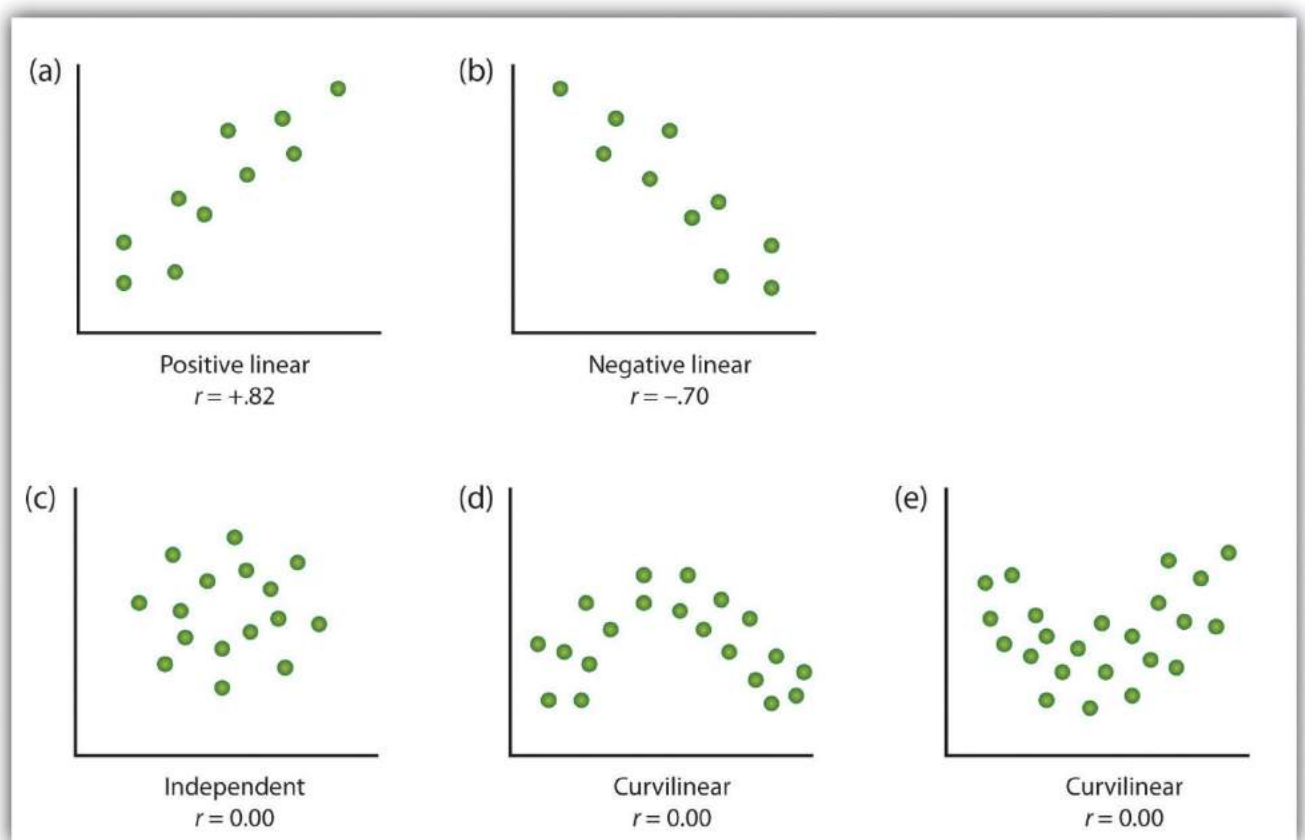 (a)
Positive linear
r = +.82
(b)
Negative linear
r = –.70
(c)
Independent
r = 0.00
(d)
Curvilinear
r = 0.00
(e)
Curvilinear
r = 0.00